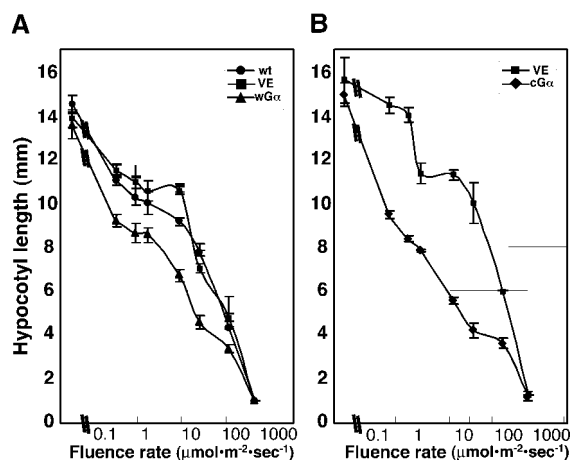 A
B
wt
VE
wGα
VE
cGα
Hypocotyl length (mm)
16
14
12
10
8
6
4
2
0
16
14
12
10
8
6
4
2
0
0.1 1 10 100 1000
0.1 1 10 100 1000
Fluence rate (μmol•m-2•sec-1)
Fluence rate (μmol•m-2•sec-1)